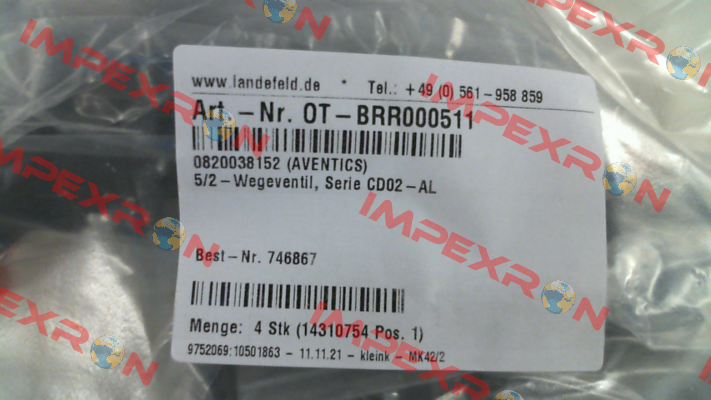 www.landefeld.de * Tel.: +49 (0) 561-958 859
Art.-Nr. OT-BRR000511
0820038152 (AVENTICS)
5/2-Wegeventil, Serie CD02-AL
Best-Nr. 746867
Menge: 4 Stk (14310754 Pos. 1)
9752069:10501863 - 11.11.21 - kleink - MK42/2
IMPEXRON
IMPEXRON
IMPEXRON
IMPEXRON
IMPEXRON
IMPEXRON